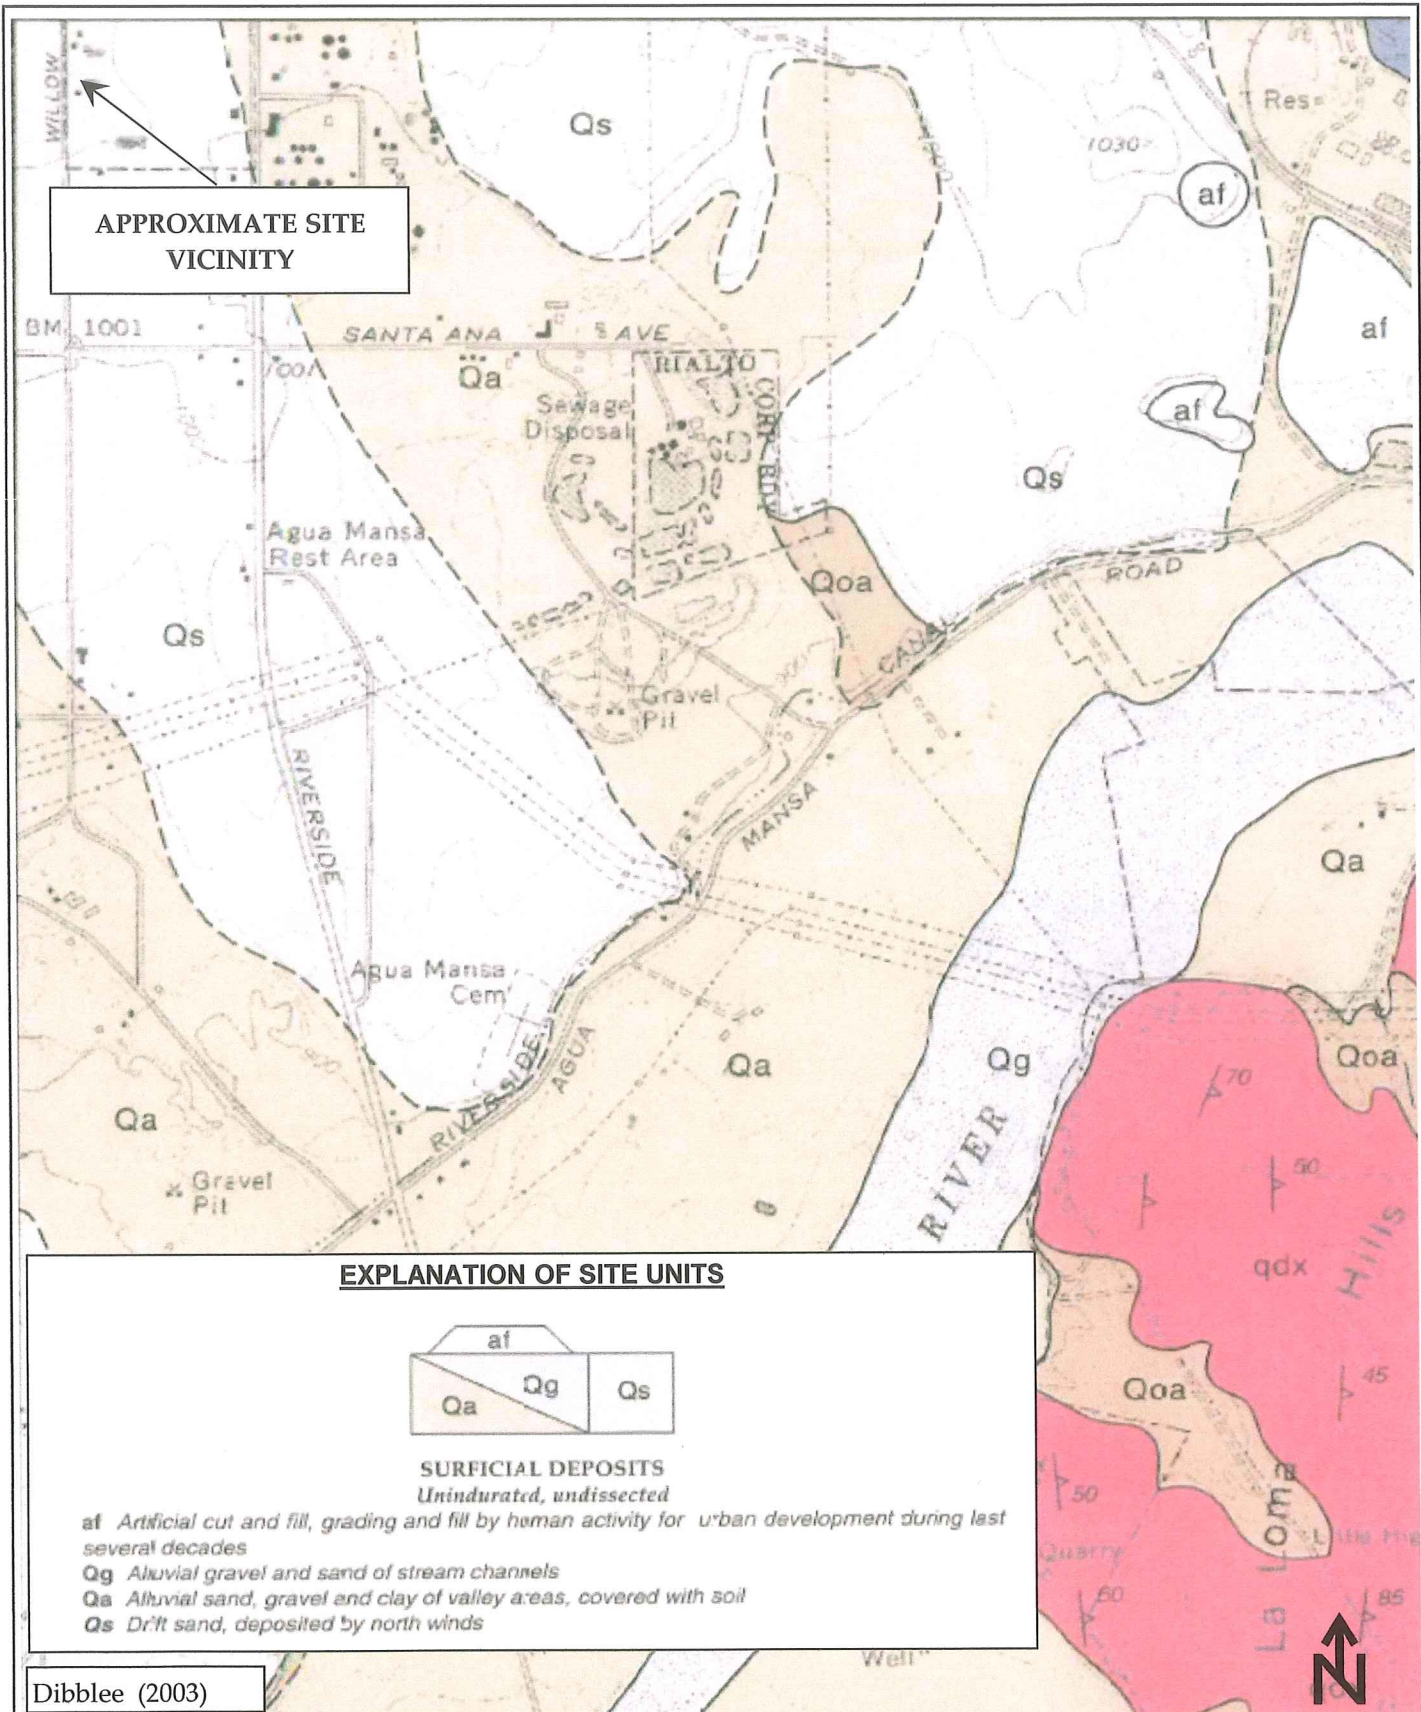 WILLOW
Qs
1030
Res
af
APPROXIMATE SITE
VICINITY
BM 1001
SANTA ANA AVE
1001
Qa
RIALTO
CORP BDY
Sewage
Disposal
af
af
Qs
Agua Mansa
Rest Area
Qoa
CANAL ROAD
Qs
Gravel
Pit
RIVERSIDE
MANSA
Qa
Agua Mansa
Cem
RIVERSIDE
AGUA
Qa
Qg
Qoa
70
Qa
RIVER
50
Gravel
Pit
qdx
Hills
EXPLANATION OF SITE UNITS
af
Qa
Qg
Qs
Qoa
45
SURFICIAL DEPOSITS
Unindurated, undissected
af Artificial cut and fill, grading and fill by human activity for urban development during last
several decades
Qg Alluvial gravel and sand of stream channels
Qa Alluvial sand, gravel and clay of valley areas, covered with soil
Qs Drift sand, deposited by north winds
50
Quarry
60
La Loma
85
Well
N
Dibblee (2003)